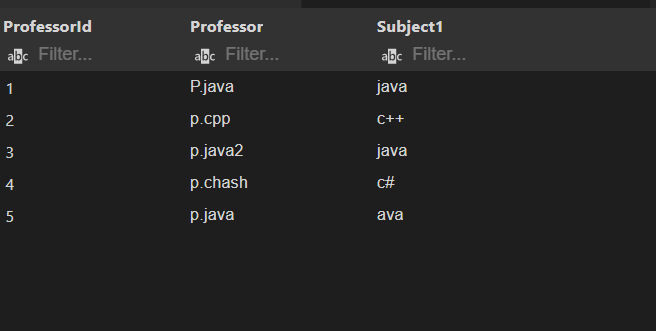 ProfessorId Professor Subject1
abc Filter... abc Filter... abc Filter...
1 P.java java
2 p.cpp c++
3 p.java2 java
4 p.chash c#
5 p.java ava